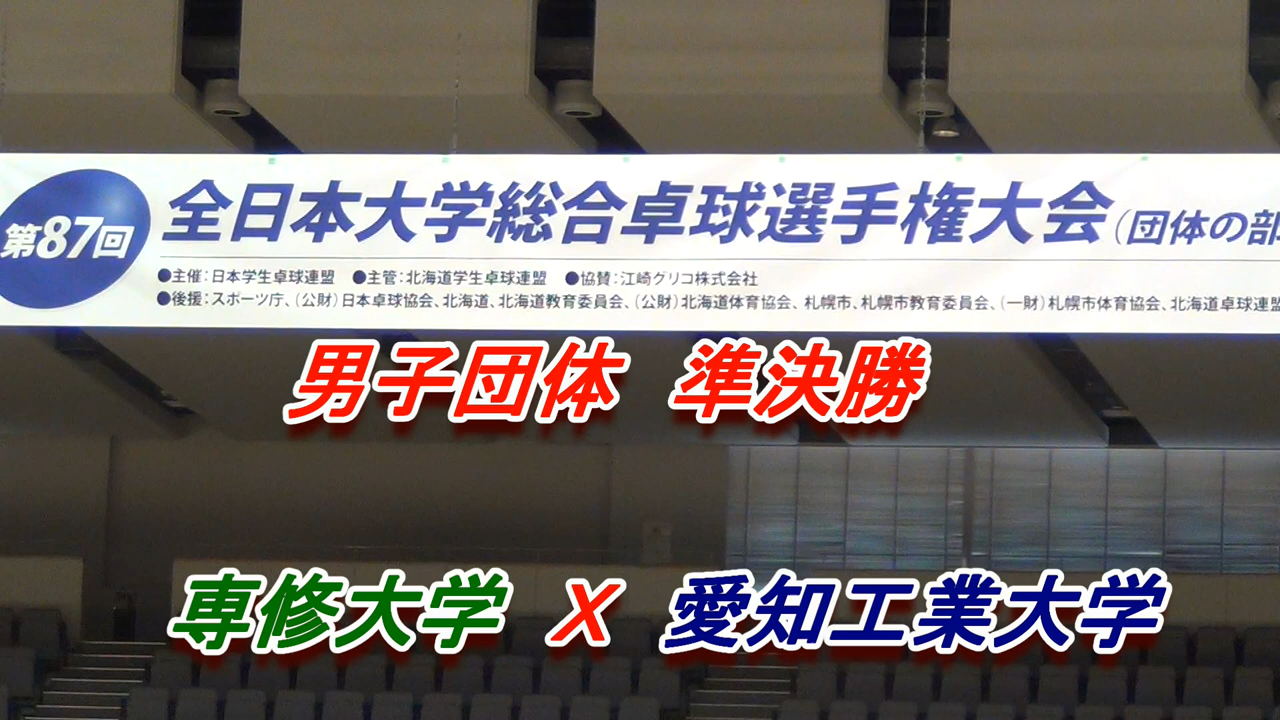 第87回
全日本大学総合卓球選手権大会(団体の部
●主催:日本学生卓球連盟 ●主管:北海道学生卓球連盟 ●協賛:江崎グリコ株式会社
●後援:スポーツ庁、(公財)日本卓球協会、北海道、北海道教育委員会、(公財)北海道体育協会、札幌市、札幌市教育委員会、(一財)札幌市体育協会、北海道卓球連盟
男子団体 準決勝
専修大学 X 愛知工業大学